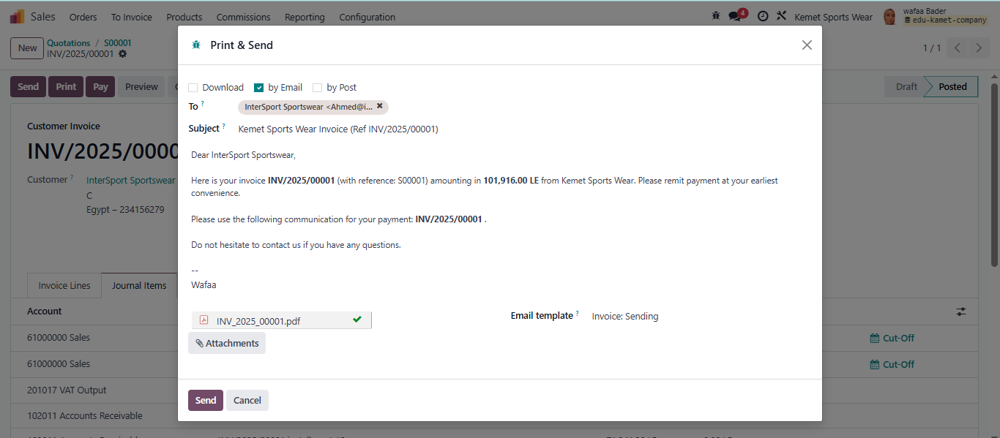 Sales Orders To Invoice Products Commissions Reporting Configuration 4 Kemet Sports Wear wafaa Bader
edu-kamet-company
New Quotations / S00001
INV/2025/00001
1 / 1
Send Print Pay Preview
Draft Posted
Print & Send
Download by Email by Post
To ? InterSport Sportswear <Ahmed@i...
Subject ? Kemet Sports Wear Invoice (Ref INV/2025/00001)
Dear InterSport Sportswear,
Here is your invoice INV/2025/00001 (with reference: S00001) amounting in 101,916.00 LE from Kemet Sports Wear. Please remit payment at your earliest
convenience.
Please use the following communication for your payment: INV/2025/00001 .
Do not hesitate to contact us if you have any questions.
--
Wafaa
INV_2025_00001.pdf
Email template ? Invoice: Sending
Attachments
Send Cancel
Customer Invoice
INV/2025/0000
Customer ? InterSport Sportswear
C
Egypt – 234156279
Invoice Lines Journal Items
Account
61000000 Sales Cut-Off
61000000 Sales Cut-Off
201017 VAT Output
102011 Accounts Receivable